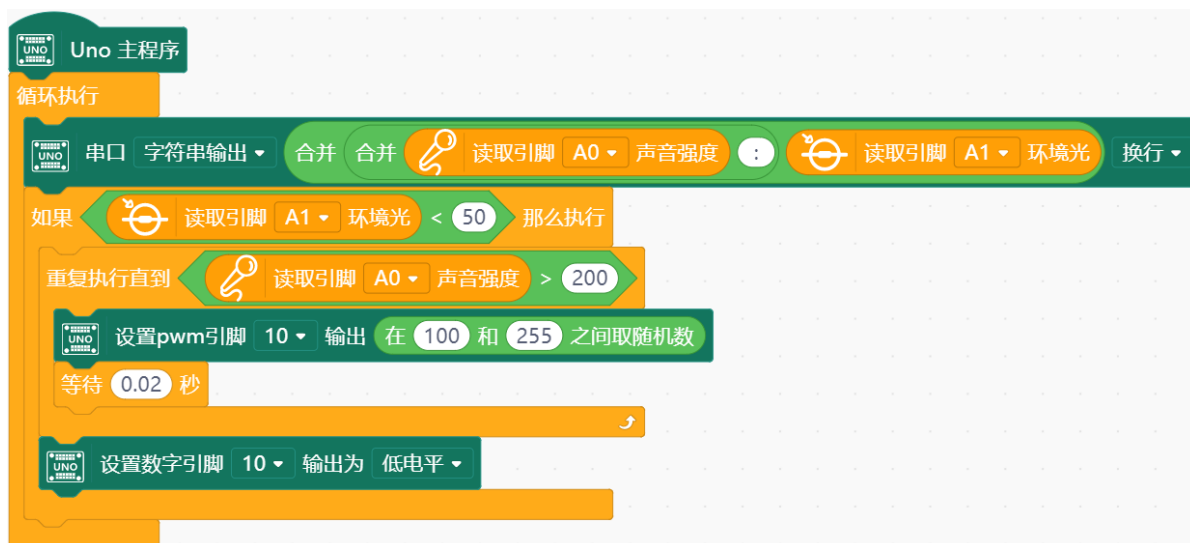 UNO Uno 主程序
循环执行
UNO 串口 字符串输出 合并 合并 读取引脚 A0 声音强度 : 读取引脚 A1 环境光 换行
如果 读取引脚 A1 环境光 < 50 那么执行
重复执行直到 读取引脚 A0 声音强度 > 200
UNO 设置pwm引脚 10 输出 在 100 和 255 之间取随机数
等待 0.02 秒
UNO 设置数字引脚 10 输出为 低电平